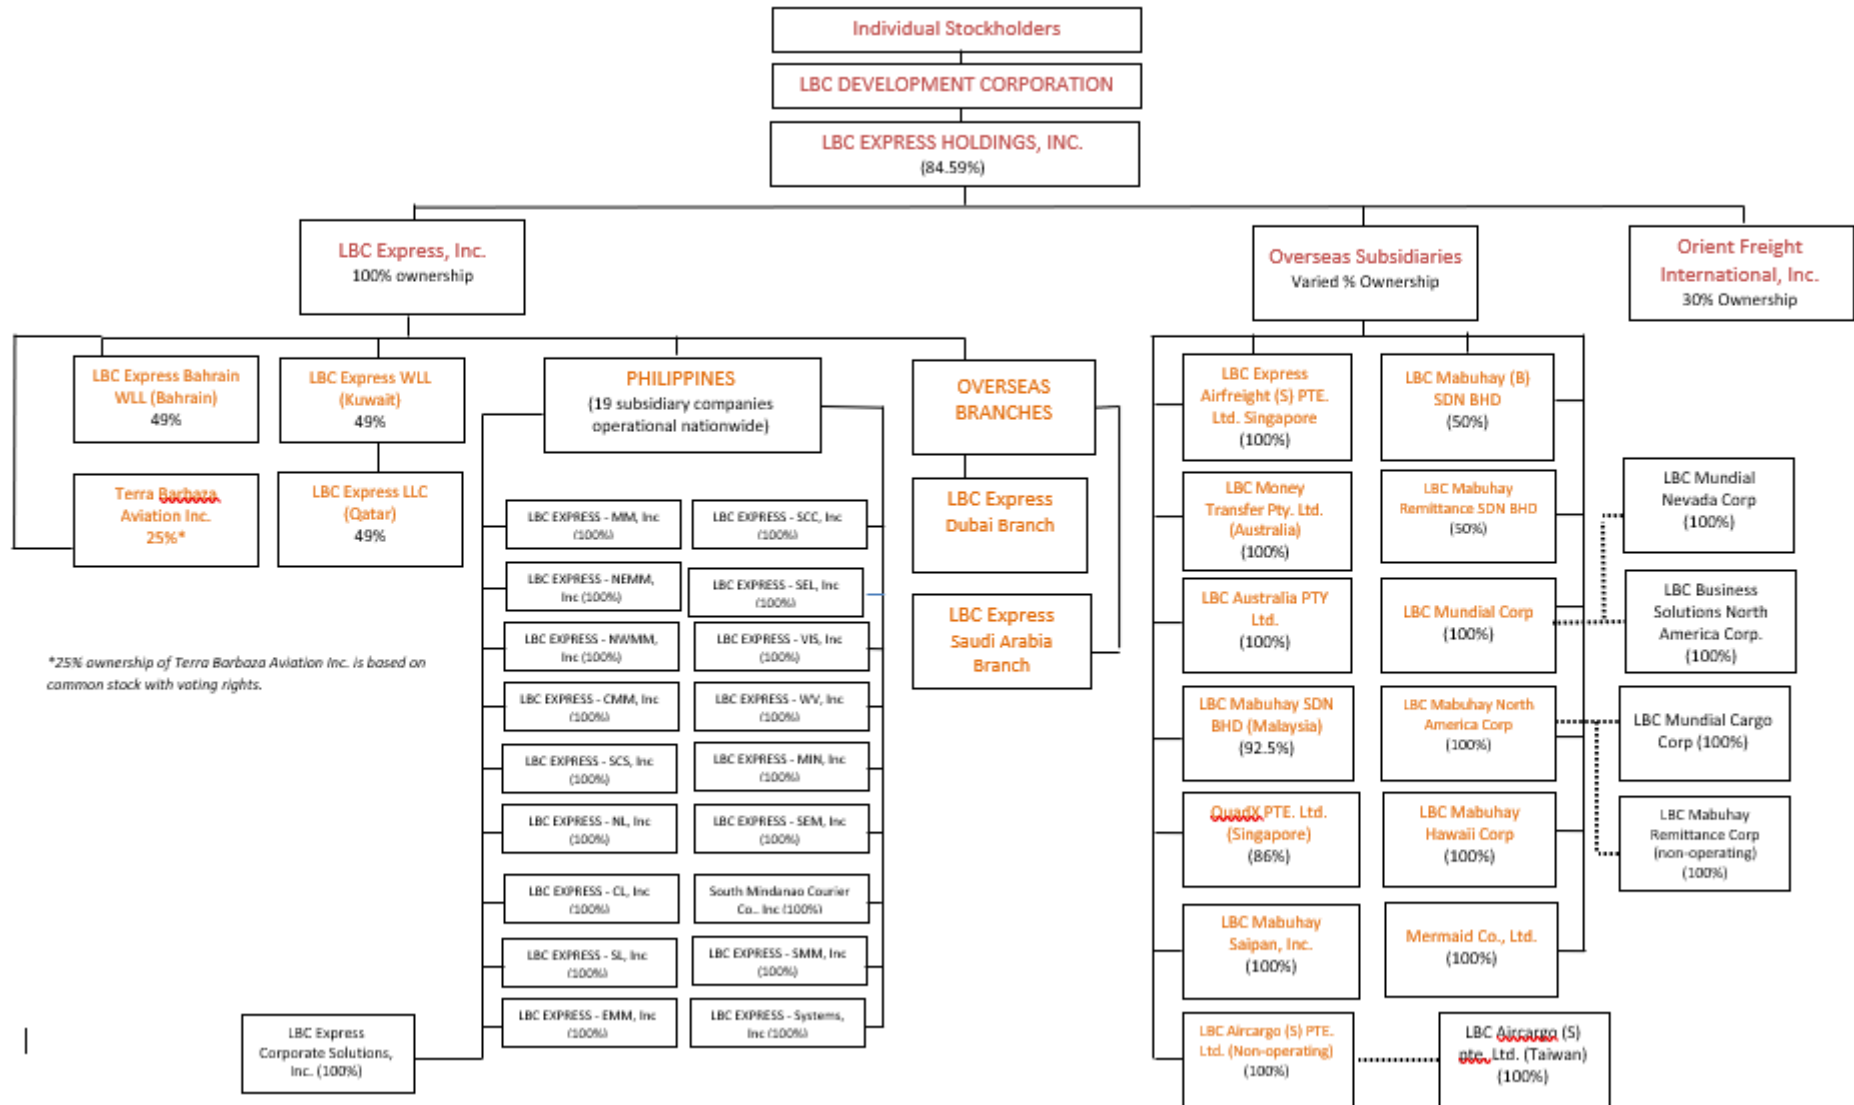 Individual Stockholders
LBC DEVELOPMENT CORPORATION
LBC EXPRESS HOLDINGS, INC.
(84.59%)
LBC Express, Inc.
100% ownership
Overseas Subsidiaries
Varied % Ownership
Orient Freight
International, Inc.
30% Ownership
LBC Express Bahrain
WLL (Bahrain)
49%
LBC Express WLL
(Kuwait)
49%
PHILIPPINES
(19 subsidiary companies
operational nationwide)
OVERSEAS
BRANCHES
Terra Barbaza
Aviation Inc.
25%*
LBC Express LLC
(Qatar)
49%
LBC Express
Dubai Branch
LBC Express
Saudi Arabia
Branch
*25% ownership of Terra Barbaza Aviation Inc. is based on
common stock with voting rights.
LBC EXPRESS - MM, Inc
(100%)
LBC EXPRESS - SCC, Inc
(100%)
LBC EXPRESS - NEMM,
Inc (100%)
LBC EXPRESS - SEL, Inc
(100%)
LBC EXPRESS - NWMM,
Inc (100%)
LBC EXPRESS - VIS, Inc
(100%)
LBC EXPRESS - CMM, Inc
(100%)
LBC EXPRESS - WV, Inc
(100%)
LBC EXPRESS - SCS, Inc
(100%)
LBC EXPRESS - MIN, Inc
(100%)
LBC EXPRESS - NL, Inc
(100%)
LBC EXPRESS - SEM, Inc
(100%)
LBC EXPRESS - CL, Inc
(100%)
South Mindanao Courier
Co., Inc (100%)
LBC EXPRESS - SL, Inc
(100%)
LBC EXPRESS - SMM, Inc
(100%)
LBC EXPRESS - EMM, Inc
(100%)
LBC EXPRESS - Systems,
Inc (100%)
LBC Express
Corporate Solutions,
Inc. (100%)
LBC Express
Airfreight (S) PTE.
Ltd. Singapore
(100%)
LBC Mabuhay (B)
SDN BHD
(50%)
LBC Money
Transfer Pty. Ltd.
(Australia)
(100%)
LBC Mabuhay
Remittance SDN BHD
(50%)
LBC Australia PTY
Ltd.
(100%)
LBC Mundial Corp
(100%)
LBC Mabuhay SDN
BHD (Malaysia)
(92.5%)
LBC Mabuhay North
America Corp
(100%)
QuadX PTE. Ltd.
(Singapore)
(86%)
LBC Mabuhay
Hawaii Corp
(100%)
LBC Mabuhay
Saipan, Inc.
(100%)
Mermaid Co., Ltd.
(100%)
LBC Aircargo (S) PTE.
Ltd. (Non-operating)
(100%)
LBC Aircargo (S)
pte. Ltd. (Taiwan)
(100%)
LBC Mundial
Nevada Corp
(100%)
LBC Business
Solutions North
America Corp.
(100%)
LBC Mundial Cargo
Corp (100%)
LBC Mabuhay
Remittance Corp
(non-operating)
(100%)